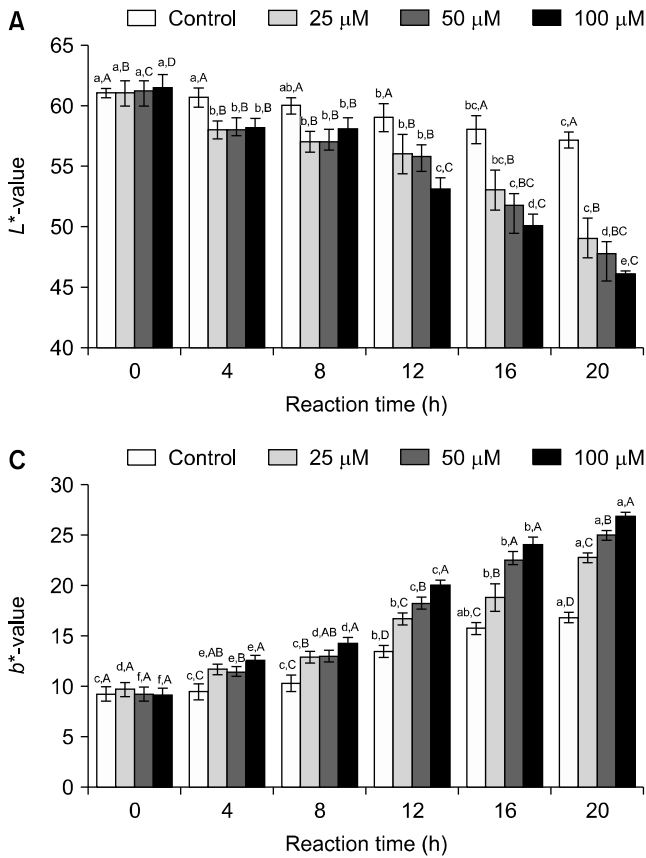 A
Control 25 μM 50 μM 100 μM
65
60
55
50
45
40
L*-value
a,A a,B a,C a,D
a,A b,B b,B b,B
ab,A b,B b,B b,B
b,A b,B b,B c,C
bc,A bc,B c,BC d,C
c,A c,B d,BC e,C
0 4 8 12 16 20
Reaction time (h)
C
Control 25 μM 50 μM 100 μM
30
25
20
15
10
5
0
b*-value
c,A d,A f,A f,A
c,C e,AB e,B e,A
c,C c,B d,AB d,A
b,D b,C c,B c,A
ab,C b,B b,A b,A
a,D a,C a,B a,A
0 4 8 12 16 20
Reaction time (h)